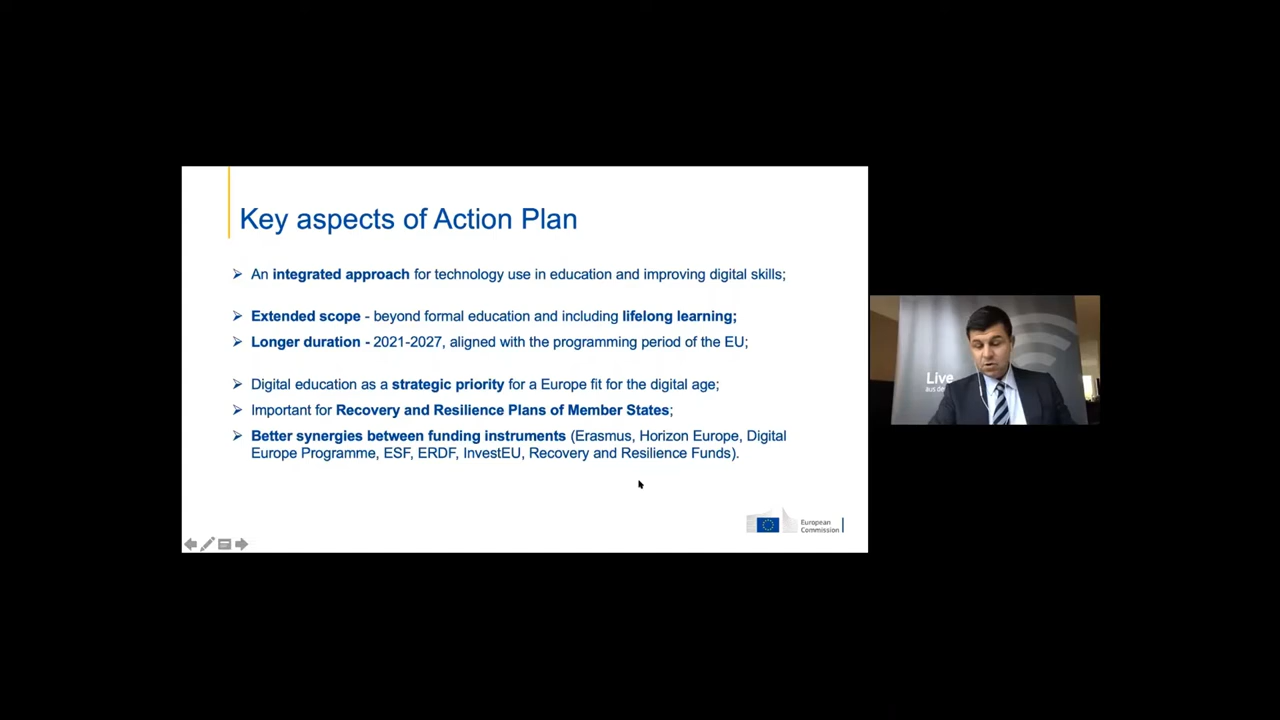 Key aspects of Action Plan
An integrated approach for technology use in education and improving digital skills;
Extended scope - beyond formal education and including lifelong learning;
Longer duration - 2021-2027, aligned with the programming period of the EU;
Digital education as a strategic priority for a Europe fit for the digital age;
Important for Recovery and Resilience Plans of Member States;
Better synergies between funding instruments (Erasmus, Horizon Europe, Digital
Europe Programme, ESF, ERDF, InvestEU, Recovery and Resilience Funds).
European
Commission
Live
aus